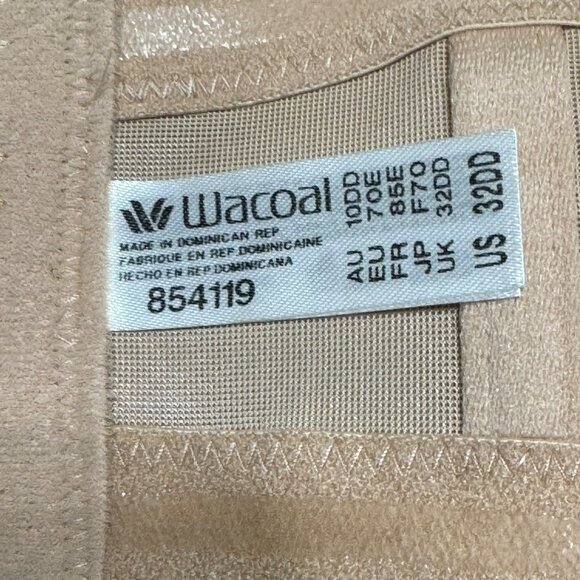 Wacoal
MADE IN DOMINICAN REP
FABRIQUE EN REP DOMINICAINE
HECHO EN REP DOMINICANA
854119
AU 10DD
EU 70E
FR 85E
JP F70
UK 32DD
US 32DD